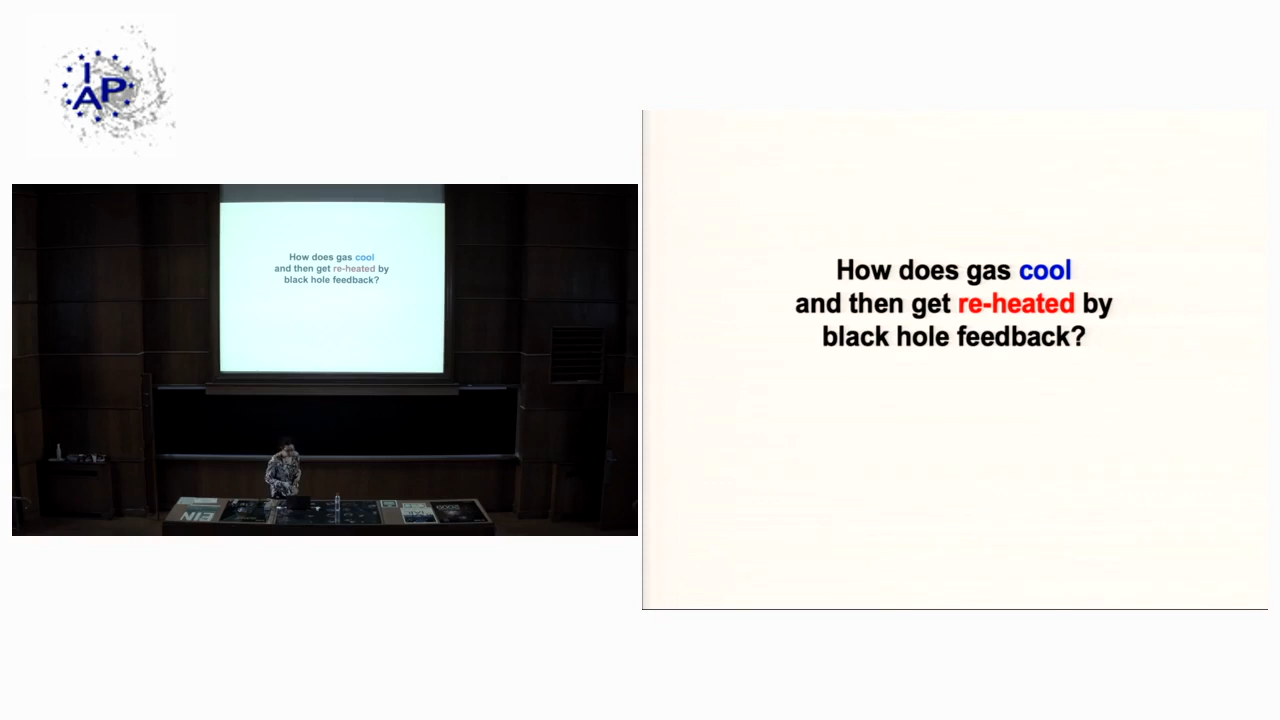 IAP
How does gas cool
and then get re-heated by
black hole feedback?
How does gas cool
and then get re-heated by
black hole feedback?